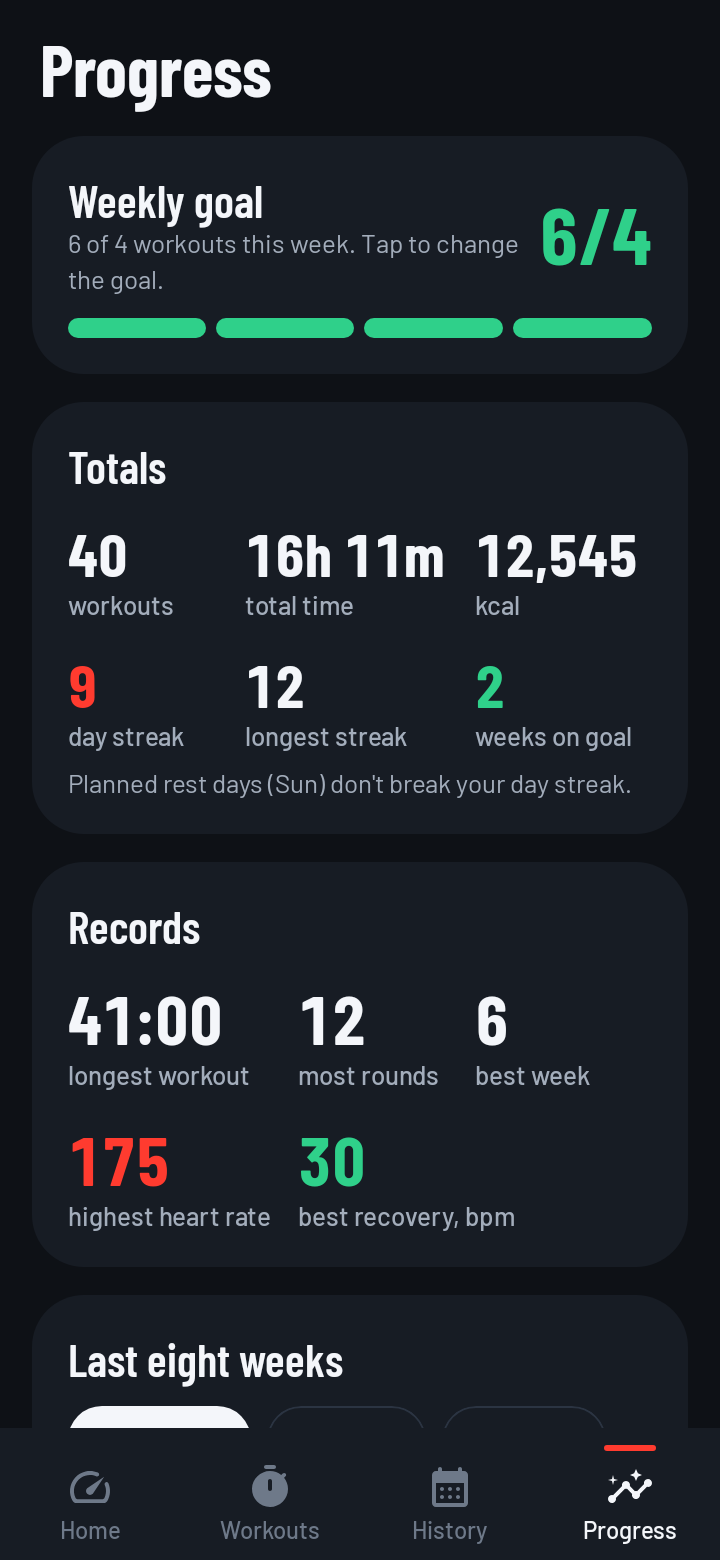 Progress
Weekly goal
6 of 4 workouts this week. Tap to change
the goal.
6/4
Totals
40
workouts
16h 11m
total time
12,545
kcal
9
day streak
12
longest streak
2
weeks on goal
Planned rest days (Sun) don't break your day streak.
Records
41:00
longest workout
12
most rounds
6
best week
175
highest heart rate
30
best recovery, bpm
Last eight weeks
Home
Workouts
History
Progress